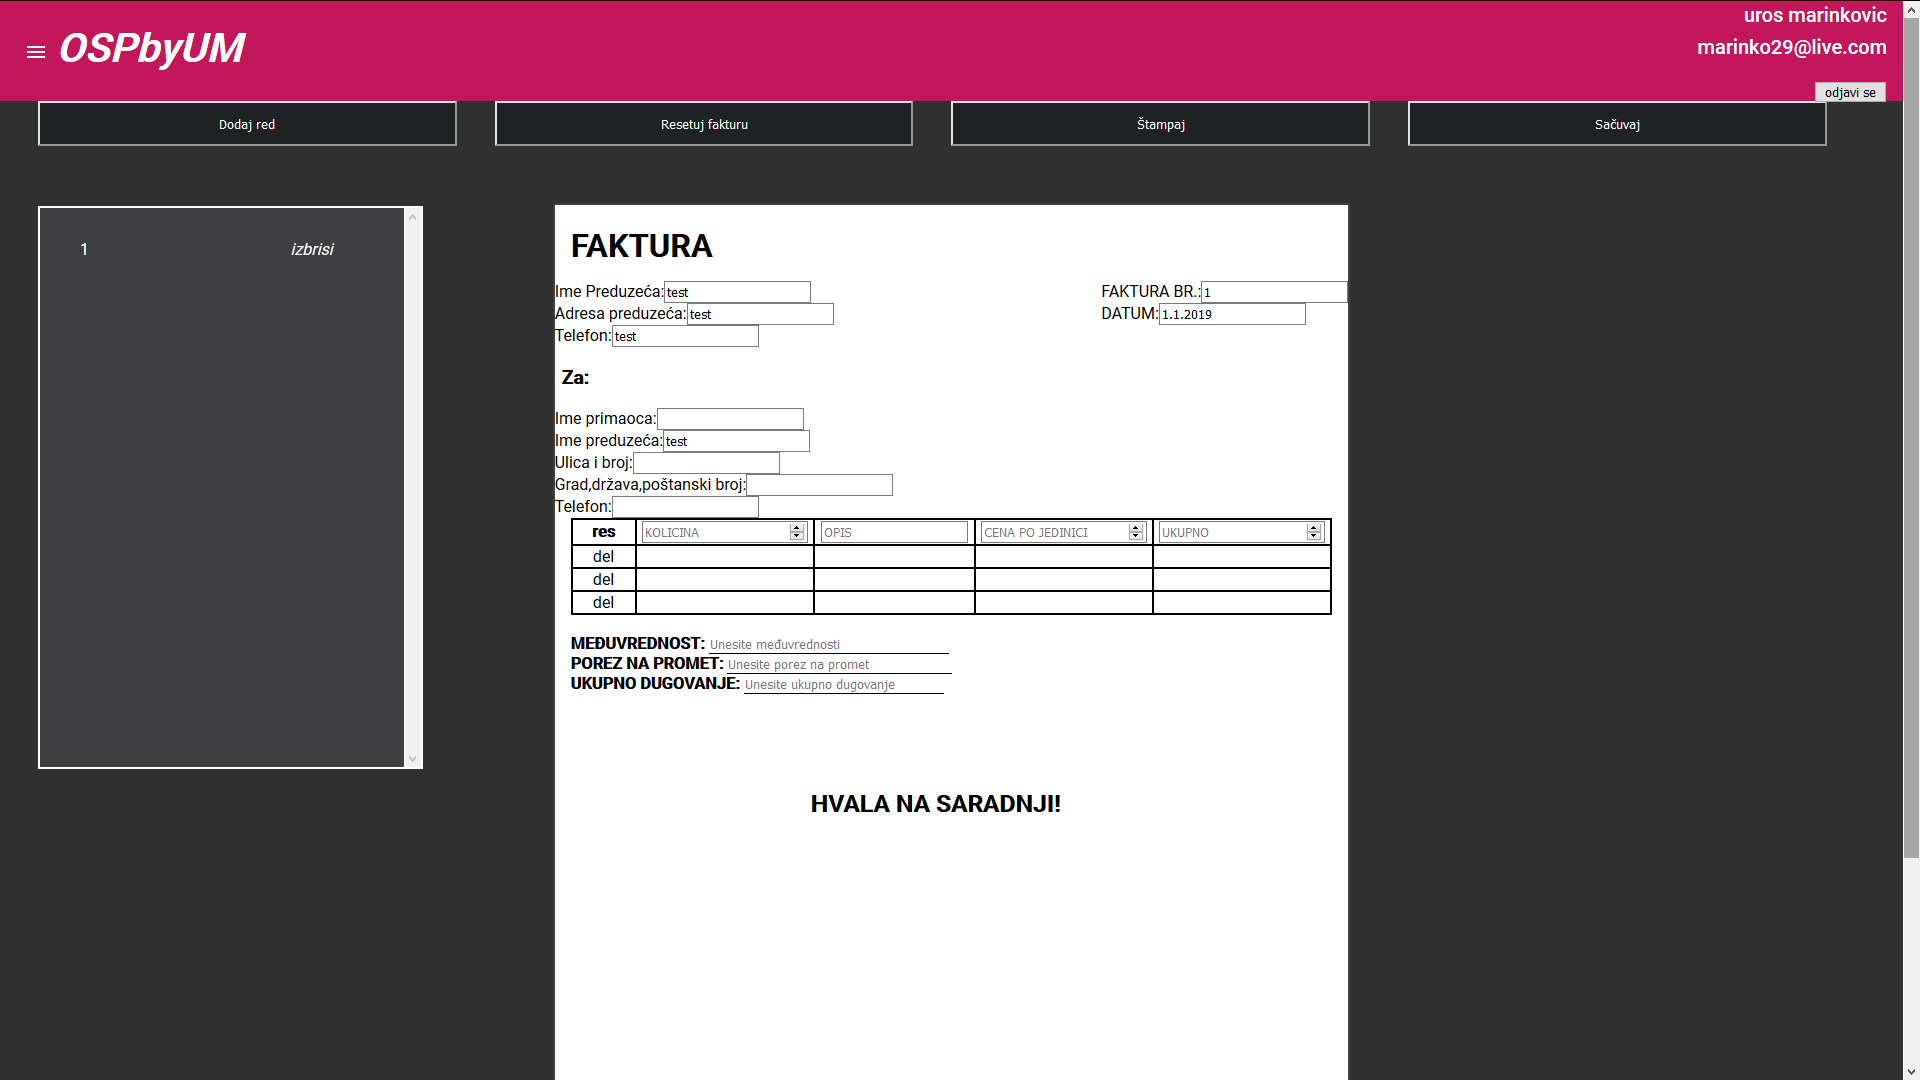 OSPbyUM
uros marinkovic
marinko29@live.com
odjavi se
Dodaj red
Resetuj fakturu
Štampaj
Sačuvaj
1 izbrisi
FAKTURA
Ime Preduzeća: test
FAKTURA BR.: 1
Adresa preduzeća: test
DATUM: 1.1.2019
Telefon: test
Za:
Ime primaoca:
Ime preduzeća: test
Ulica i broj:
Grad,država,poštanski broj:
Telefon:
res KOLICINA OPIS CENA PO JEDINICI UKUPNO
del
del
del
MEĐUVREDNOST: Unesite međuvrednosti
POREZ NA PROMET: Unesite porez na promet
UKUPNO DUGOVANJE: Unesite ukupno dugovanje
HVALA NA SARADNJI!